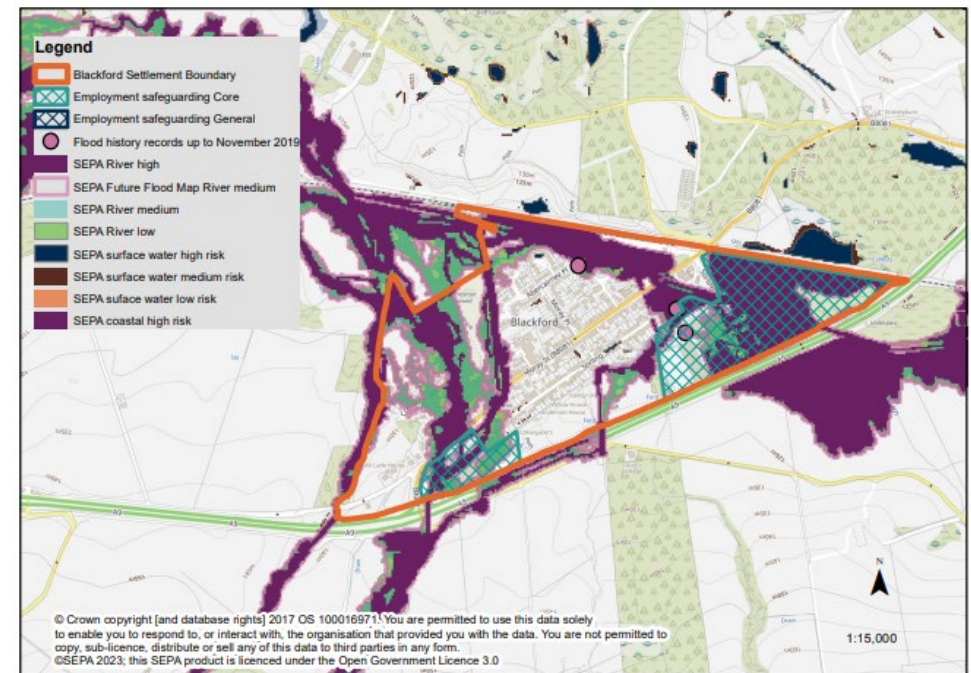 Legend
Blackford Settlement Boundary
Employment safeguarding Core
Employment safeguarding General
Flood history records up to November 2019
SEPA River high
SEPA Future Flood Map River medium
SEPA River medium
SEPA River low
SEPA surface water high risk
SEPA surface water medium risk
SEPA suface water low risk
SEPA coastal high risk
130m
125m
B8081
Blackford
125m
A9
A9
A9
A9
N
1:15,000
© Crown copyright [and database rights] 2017 OS 100016971. You are permitted to use this data solely
to enable you to respond to, or interact with, the organisation that provided you with the data. You are not permitted to
copy, sub-licence, distribute or sell any of this data to third parties in any form.
©SEPA 2023; this SEPA product is licenced under the Open Government Licence 3.0